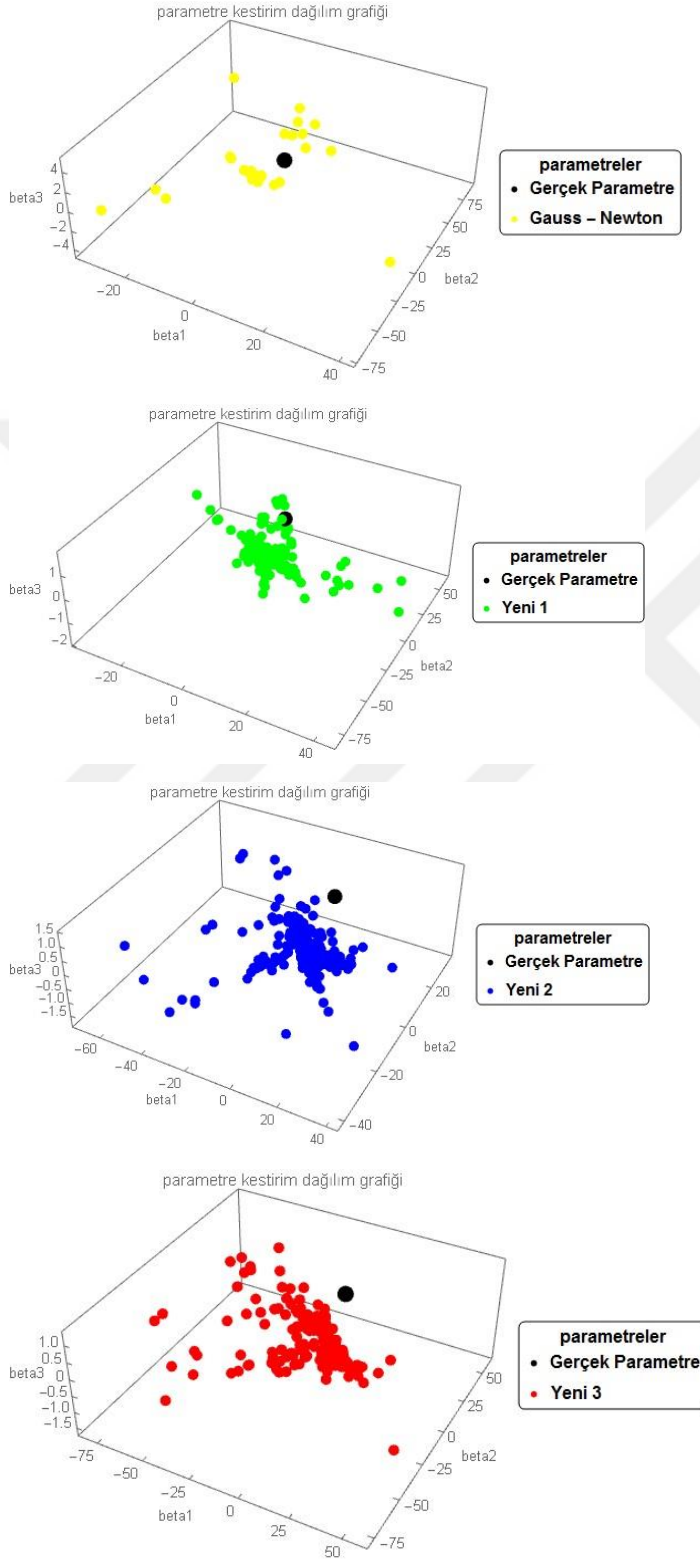 parametre kestirim dağılım grafiği
4
2
0
−2
−4
beta3
−20
0
20
40
beta1
75
50
25
0
−25
−50
−75
beta2
parametreler
Gerçek Parametre
Gauss – Newton
parametre kestirim dağılım grafiği
1
0
−1
−2
beta3
−20
0
20
40
beta1
50
25
0
−25
−50
−75
beta2
parametreler
Gerçek Parametre
Yeni 1
parametre kestirim dağılım grafiği
1.5
1.0
0.5
0
−0.5
−1.0
−1.5
beta3
−60
−40
−20
0
20
40
beta1
20
0
−20
−40
beta2
parametreler
Gerçek Parametre
Yeni 2
parametre kestirim dağılım grafiği
1.0
0.5
0
−0.5
−1.0
−1.5
beta3
−75
−50
−25
0
25
50
beta1
50
25
0
−25
−50
−75
beta2
parametreler
Gerçek Parametre
Yeni 3